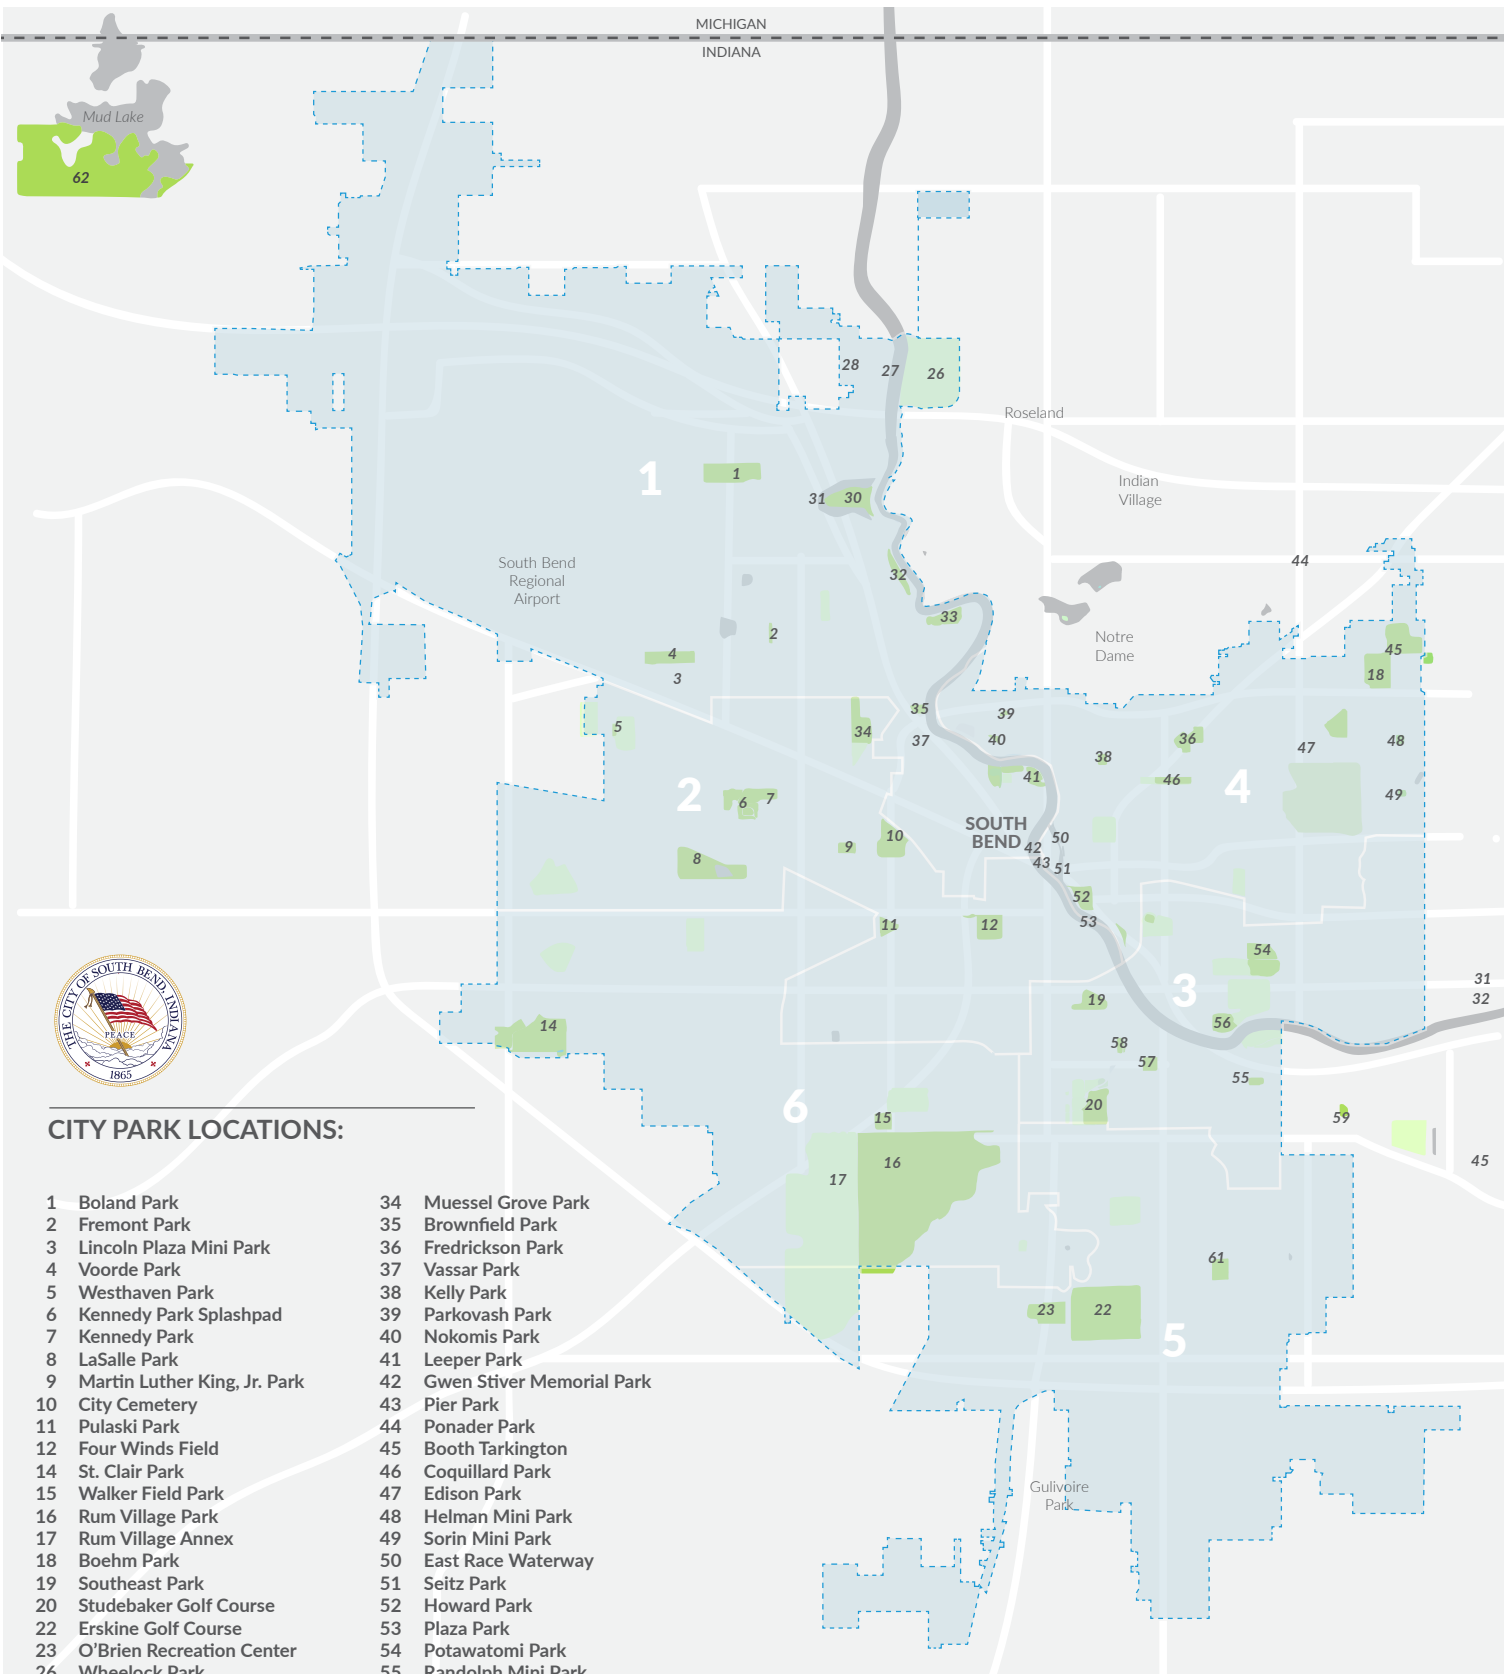 MICHIGAN
INDIANA
Mud Lake
62
28
27
26
Roseland
1
1
Indian
Village
31
30
South Bend
Regional
Airport
44
32
33
2
Notre
Dame
45
4
3
18
5
34
35
39
37
40
36
47
48
38
41
46
2
6
7
4
49
SOUTH
BEND
10
9
50
42
43
51
8
52
11
12
53
54
3
31
32
19
14
56
58
57
55
THE CITY OF SOUTH BEND, INDIANA
PEACE
1865
6
15
20
59
16
17
45
61
23
22
5
Gulivoire
Park
CITY PARK LOCATIONS:
1 Boland Park
2 Fremont Park
3 Lincoln Plaza Mini Park
4 Voorde Park
5 Westhaven Park
6 Kennedy Park Splashpad
7 Kennedy Park
8 LaSalle Park
9 Martin Luther King, Jr. Park
10 City Cemetery
11 Pulaski Park
12 Four Winds Field
14 St. Clair Park
15 Walker Field Park
16 Rum Village Park
17 Rum Village Annex
18 Boehm Park
19 Southeast Park
20 Studebaker Golf Course
22 Erskine Golf Course
23 O'Brien Recreation Center
26 Wheelock Park
34 Muessel Grove Park
35 Brownfield Park
36 Fredrickson Park
37 Vassar Park
38 Kelly Park
39 Parkovash Park
40 Nokomis Park
41 Leeper Park
42 Gwen Stiver Memorial Park
43 Pier Park
44 Ponader Park
45 Booth Tarkington
46 Coquillard Park
47 Edison Park
48 Helman Mini Park
49 Sorin Mini Park
50 East Race Waterway
51 Seitz Park
52 Howard Park
53 Plaza Park
54 Potawatomi Park
55 Randolph Mini Park